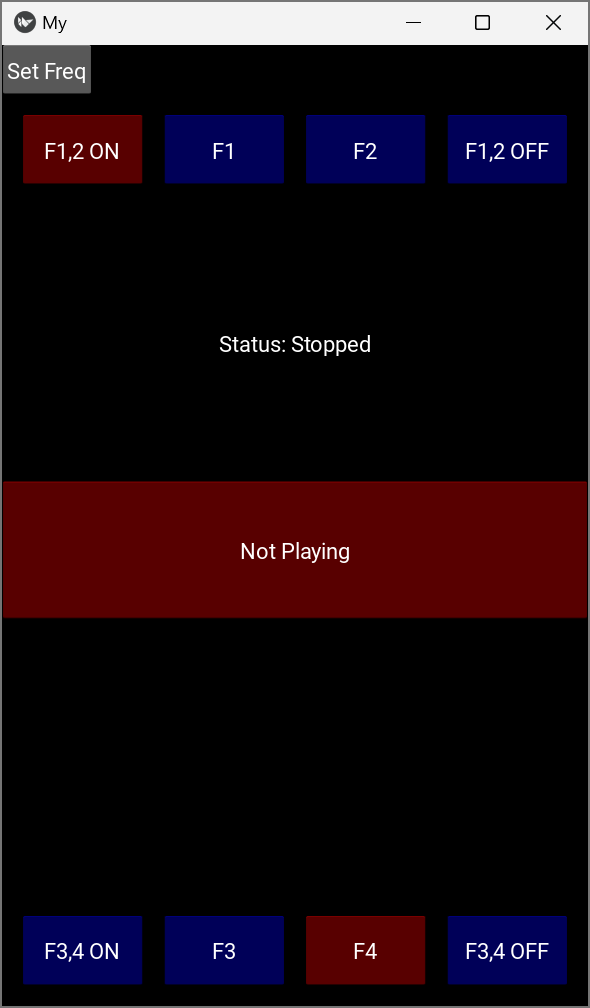 My
Set Freq
F1,2 ON
F1
F2
F1,2 OFF
Status: Stopped
Not Playing
F3,4 ON
F3
F4
F3,4 OFF